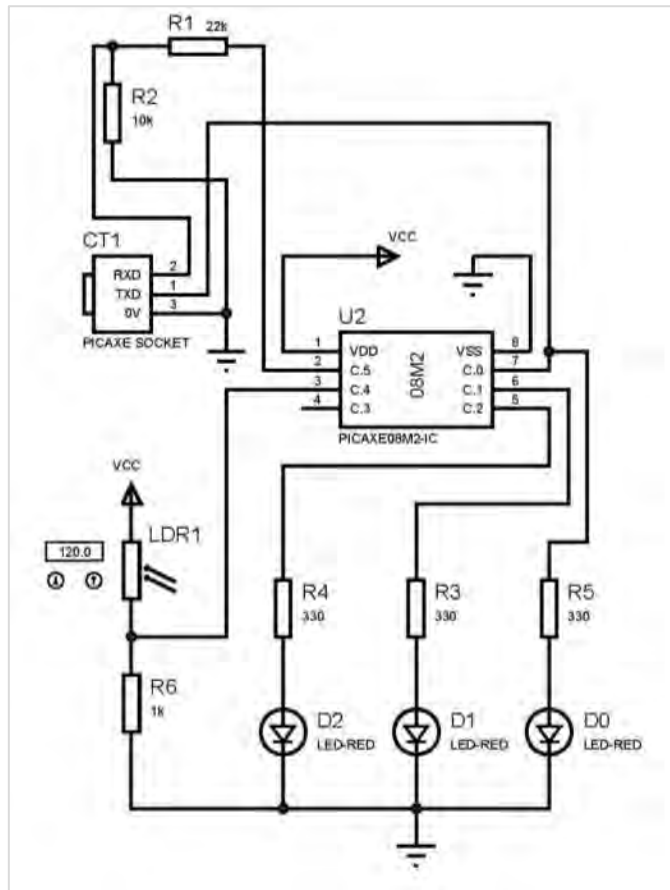 R1 22k
R2
10k
CT1
RXD 2
TXD 1
0V 3
PICAXE SOCKET
VCC
U2
1 VDD VSS 8
2 C.5 C.0 7
3 C.4 C.1 6
4 C.3 C.2 5
08M2
PICAXE08M2-IC
VCC
LDR1
120.0
R4
330
R3
330
R5
330
R6
1k
D2
LED-RED
D1
LED-RED
D0
LED-RED